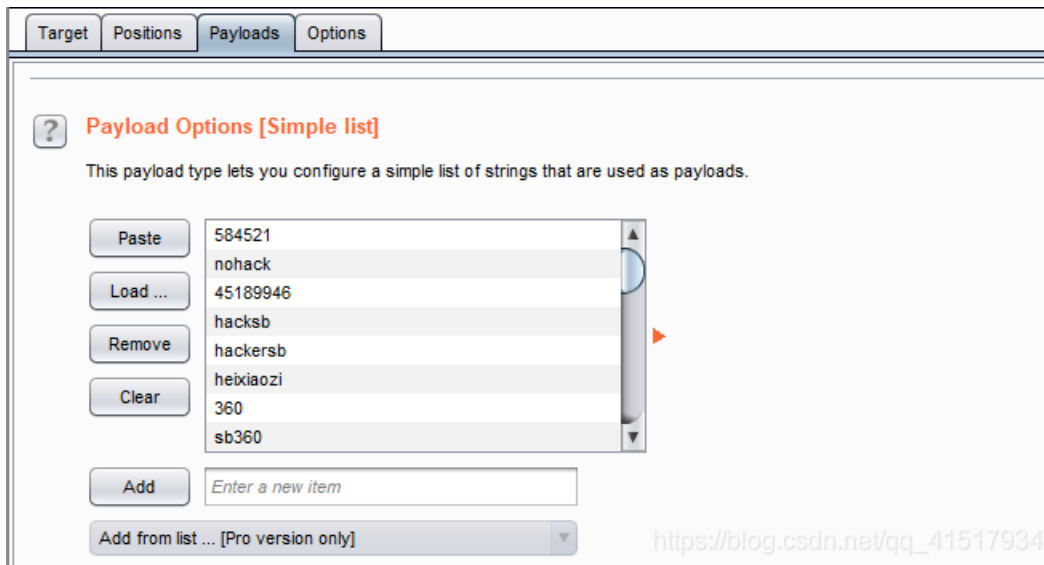 Target Positions Payloads Options
? Payload Options [Simple list]
This payload type lets you configure a simple list of strings that are used as payloads.
Paste
Load ...
Remove
Clear
584521
nohack
45189946
hacksb
hackersb
heixiaozi
360
sb360
Add Enter a new item
Add from list ... [Pro version only]
https://blog.csdn.net/qq_41517934